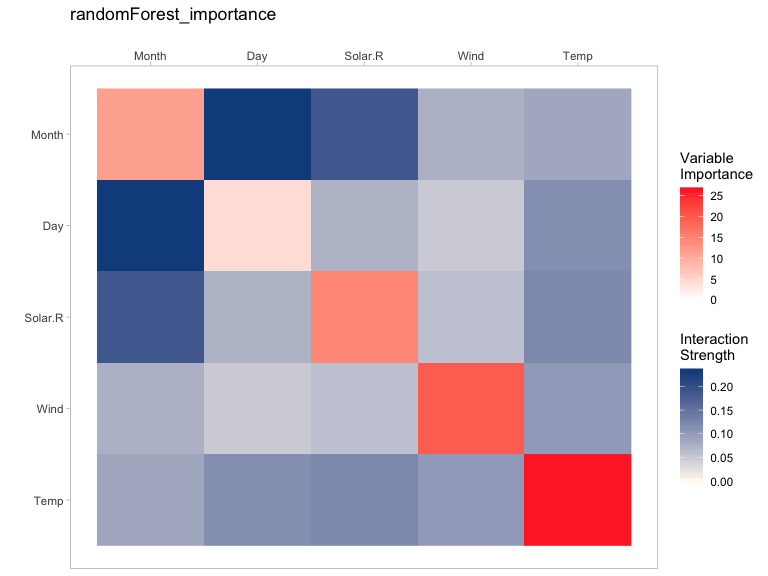 randomForest_importance
Month Day Solar.R Wind Temp
Month
Day
Solar.R
Wind
Temp
Variable
Importance
25
20
15
10
5
0
Interaction
Strength
0.20
0.15
0.10
0.05
0.00